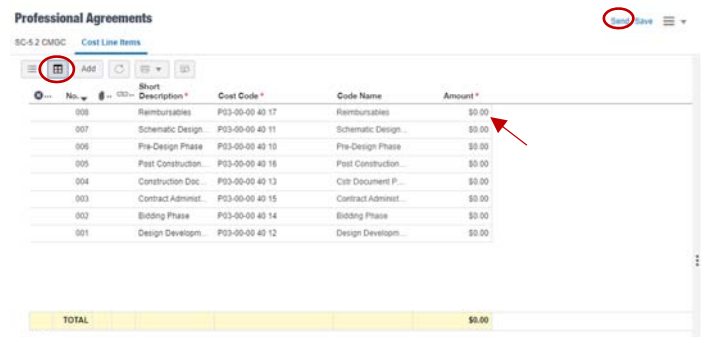 Professional Agreements
Send Save
SC-5.2 CMGC Cost Line Items
Add
No. Short Description * Cost Code * Code Name Amount *
008 Reimbursables P03-00-00 40 17 Reimbursables $0.00
007 Schematic Design... P03-00-00 40 11 Schematic Design... $0.00
006 Pre-Design Phase P03-00-00 40 10 Pre-Design Phase $0.00
005 Post Construction... P03-00-00 40 16 Post Construction... $0.00
004 Construction Doc... P03-00-00 40 13 Cstr Document P... $0.00
003 Contract Administ... P03-00-00 40 15 Contract Administ... $0.00
002 Bidding Phase P03-00-00 40 14 Bidding Phase $0.00
001 Design Developm... P03-00-00 40 12 Design Developm... $0.00
TOTAL $0.00